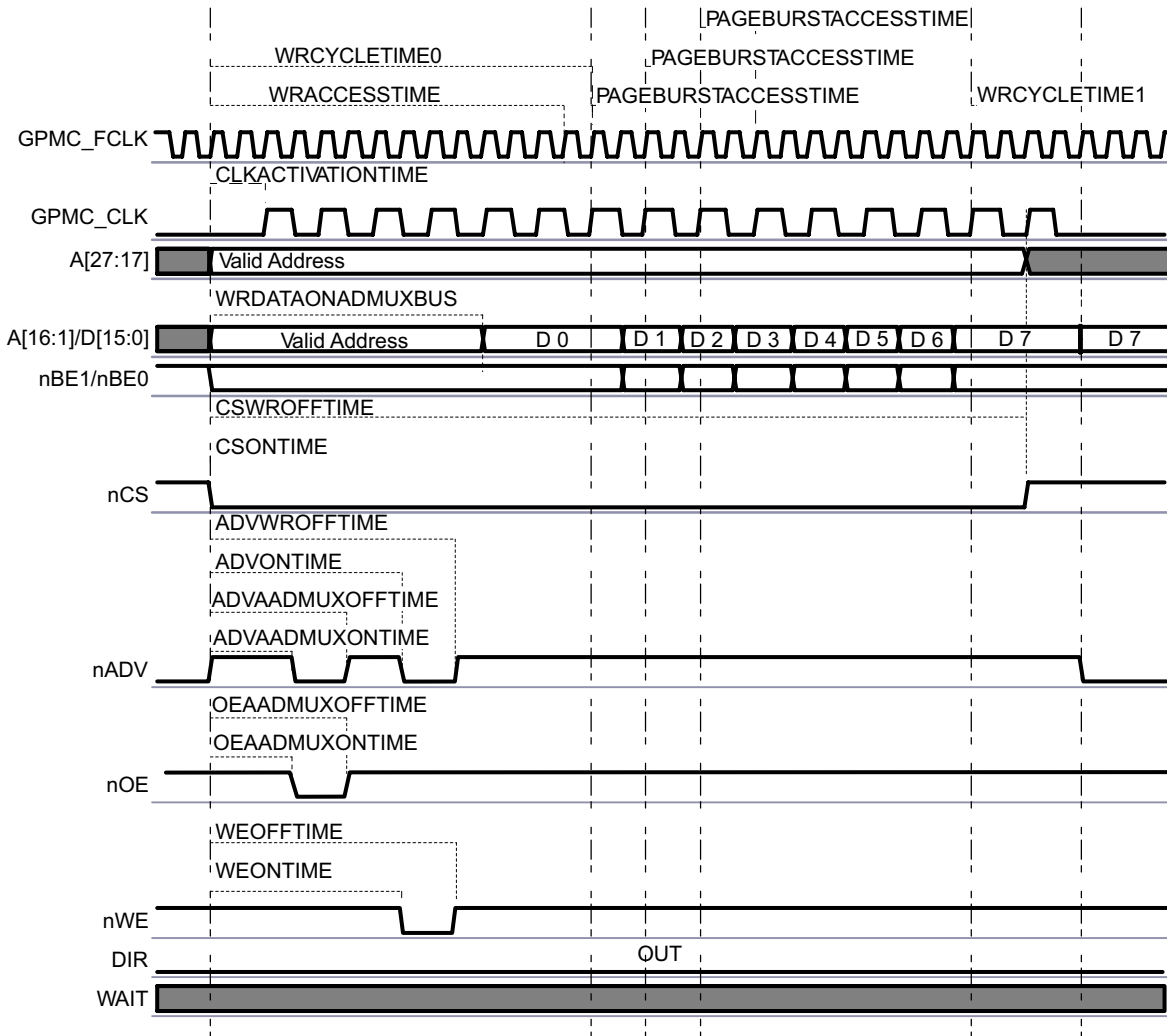 PAGEBURSTACCESSTIME
WRCYCLETIME0 PAGEBURSTACCESSTIME
WRACCESSTIME PAGEBURSTACCESSTIME WRCYCLETIME1
GPMC_FCLK
CLKACTIVATIONTIME
GPMC_CLK
A[27:17] Valid Address
WRDATAONADMUXBUS
A[16:1]/D[15:0] Valid Address D 0 D 1 D 2 D 3 D 4 D 5 D 6 D 7 D 7
nBE1/nBE0
CSWROFFTIME
CSONTIME
nCS
ADVWROFFTIME
ADVONTIME
ADVAADMUXOFFTIME
ADVAADMUXONTIME
nADV
OEAADMUXOFFTIME
OEAADMUXONTIME
nOE
WEOFFTIME
WEONTIME
nWE
DIR OUT
WAIT